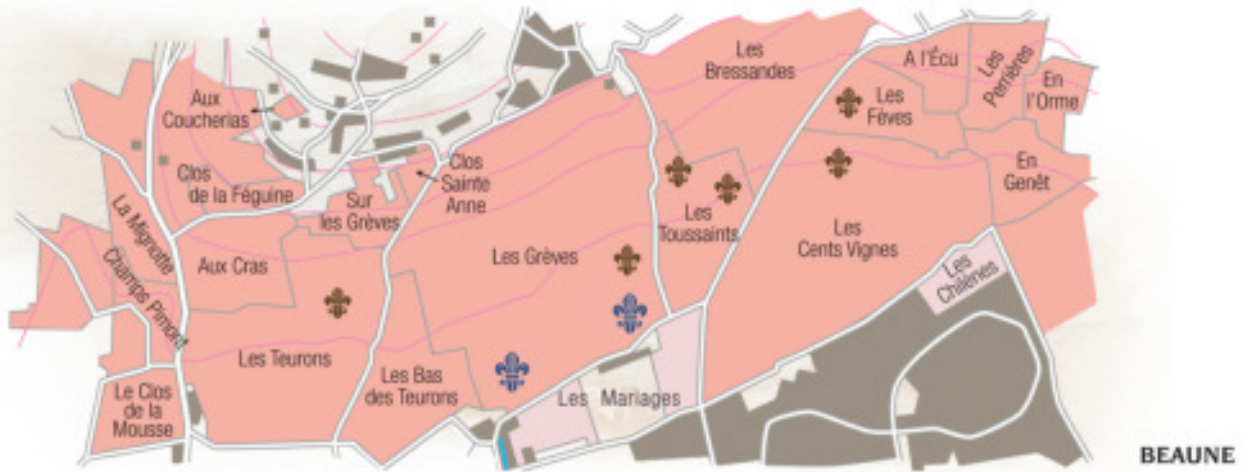 Les
Bressandes
A l'Écu
Les
Perrières
En
l'Orme
Aux
Coucherias
Les
Fèves
Clos
de la Féguine
Clos
Sainte
Anne
En
Genêt
La Mignotte
Sur
les Grèves
Les
Toussaints
Les
Cents Vignes
Champs Pimont
Aux Cras
Les Grèves
Les
Chilènes
Les Teurons
Les Bas
des Teurons
Le Clos
de la
Mousse
Les Mariages
BEAUNE